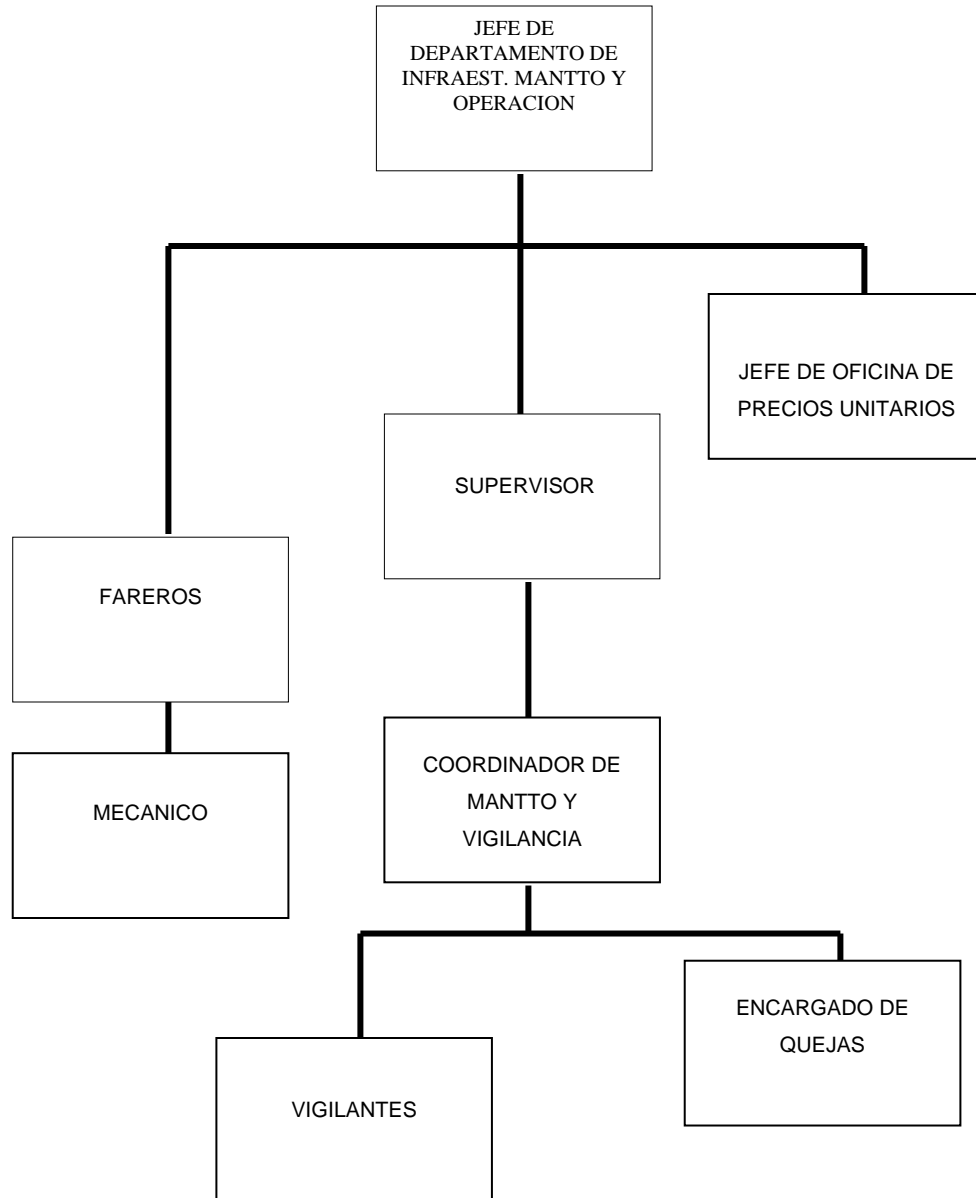 JEFE DE
DEPARTAMENTO DE
INFRAEST. MANTTO Y
OPERACION
JEFE DE OFICINA DE
PRECIOS UNITARIOS
SUPERVISOR
FAREROS
COORDINADOR DE
MANTTO Y
VIGILANCIA
MECANICO
ENCARGADO DE
QUEJAS
VIGILANTES